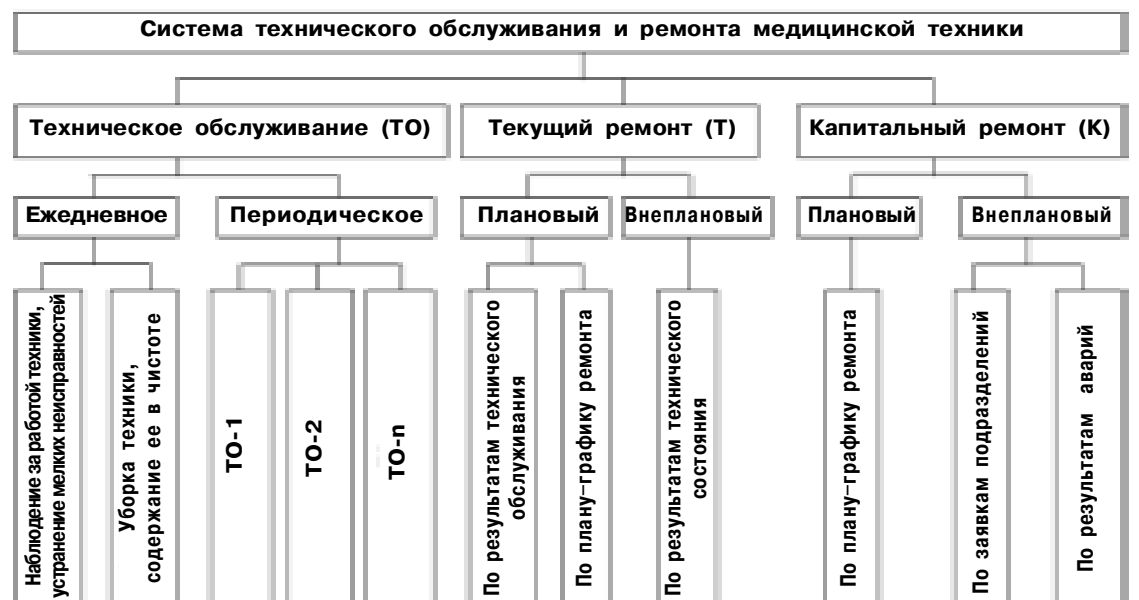 Система технического обслуживания и ремонта медицинской техники
Техническое обслуживание (ТО)
Текущий ремонт (Т)
Капитальный ремонт (К)
Ежедневное
Периодическое
Плановый
Внеплановый
Плановый
Внеплановый
Наблюдение за работой техники,
устранение мелких неисправностей
Уборка техники,
содержание ее в чистоте
ТО-1
ТО-2
ТО-n
По результатам технического
обслуживания
По плану-графику ремонта
По результатам технического
состояния
По плану-графику ремонта
По заявкам подразделений
По результатам аварий